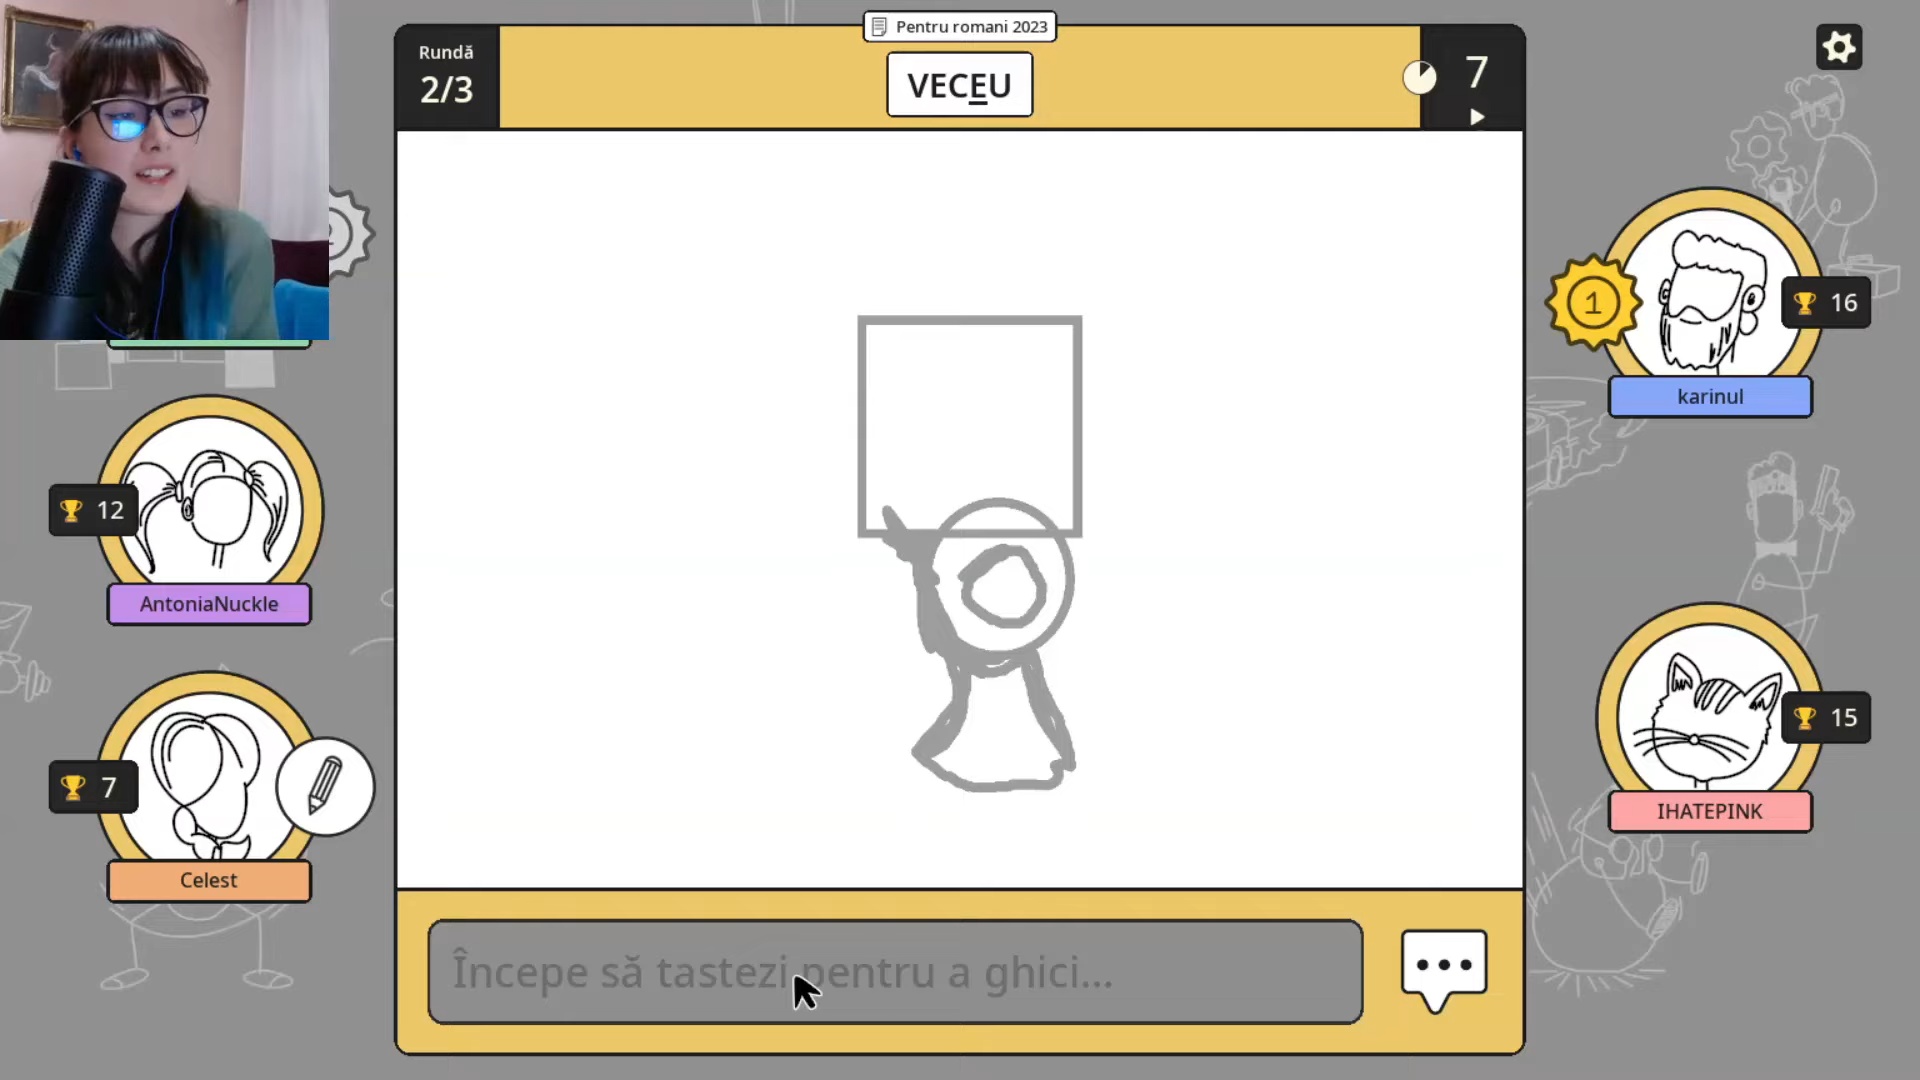 Pentru romani 2023
Rundă
2/3
VECEU
7
1
16
karinul
12
AntoniaNuckle
15
IHATEPINK
7
Celest
Începe să tastezi pentru a ghici...